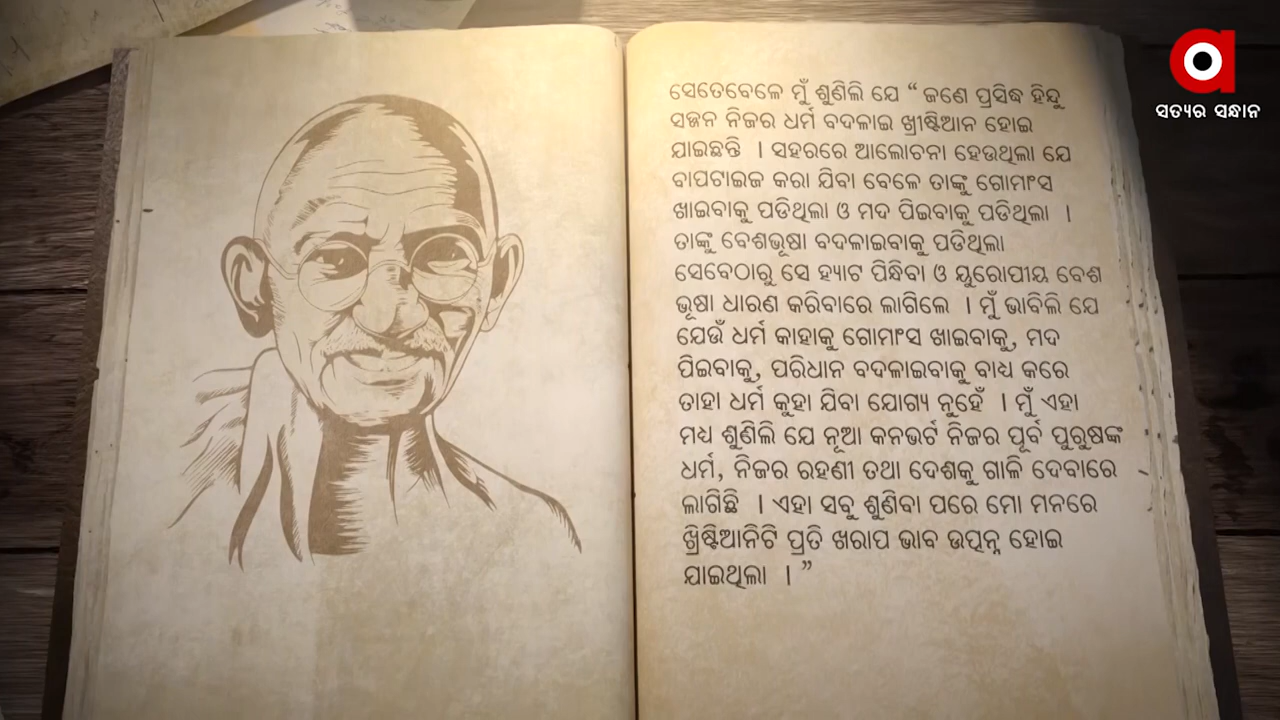 ସତ୍ୟର ସନ୍ଧାନ
ସେତେବେଳେ ମୁଁ ଶୁଣିଲି ଯେ “ ଜଣେ ପ୍ରସିଦ୍ଧ ହିନ୍ଦୁ
ସଜ୍ଜନ ନିଜର ଧର୍ମ ବଦଳାଇ ଖ୍ରୀଷ୍ଟିଆନ ହୋଇ
ଯାଇଛନ୍ତି । ସହରରେ ଆଲୋଚନା ହେଉଥିଲା ଯେ
ବାପଟାଇଜ କରା ଯିବା ବେଳେ ତାଙ୍କୁ ଗୋମାଂସ
ଖାଇବାକୁ ପଡିଥିଲା ଓ ମଦ ପିଇବାକୁ ପଡିଥିଲା ।
ତାଙ୍କୁ ବେଶଭୂଷା ବଦଳାଇବାକୁ ପଡିଥିଲା
ସେବେଠାରୁ ସେ ହ୍ୟାଟ ପିନ୍ଧିବା ଓ ୟୁରୋପୀୟ ବେଶ
ଭୂଷା ଧାରଣ କରିବାରେ ଲାଗିଲେ । ମୁଁ ଭାବିଲି ଯେ
ଯେଉଁ ଧର୍ମ କାହାକୁ ଗୋମାଂସ ଖାଇବାକୁ, ମଦ
ପିଇବାକୁ, ପରିଧାନ ବଦଳାଇବାକୁ ବାଧ୍ୟ କରେ
ତାହା ଧର୍ମ କୁହା ଯିବା ଯୋଗ୍ୟ ନୁହେଁ । ମୁଁ ଏହା
ମଧ୍ୟ ଶୁଣିଲି ଯେ ନୂଆ କନଭର୍ଟ ନିଜର ପୂର୍ବ ପୁରୁଷଙ୍କ
ଧର୍ମ, ନିଜର ରହଣୀ ତଥା ଦେଶକୁ ଗାଳି ଦେବାରେ
ଲାଗିଛି । ଏହା ସବୁ ଶୁଣିବା ପରେ ମୋ ମନରେ
ଖ୍ରିଷ୍ଟିଆନିଟି ପ୍ରତି ଖରାପ ଭାବ ଉତ୍ପନ୍ନ ହୋଇ
ଯାଇଥିଲା । ”